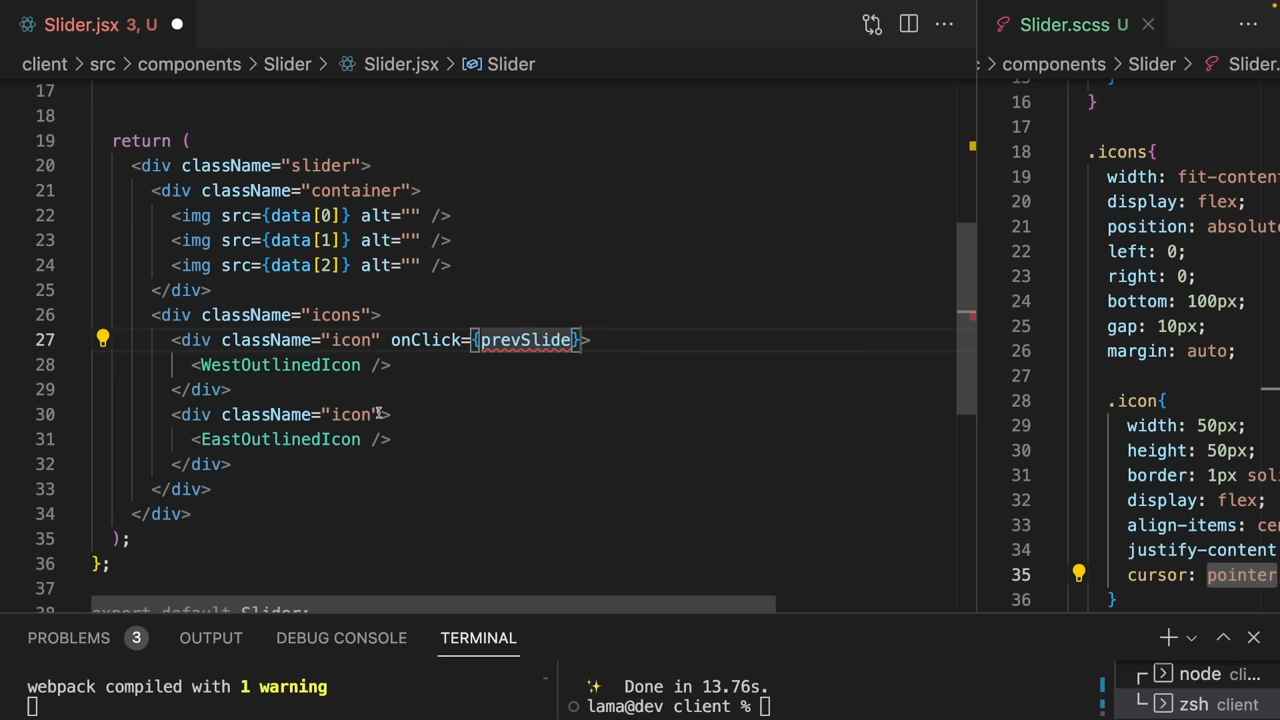 Slider.jsx 3, U
Slider.scss U
client > src > components > Slider > Slider.jsx > Slider
> components > Slider > Slider.
17
18
19 return (
20 <div className="slider">
21 <div className="container">
22 <img src={data[0]} alt="" />
23 <img src={data[1]} alt="" />
24 <img src={data[2]} alt="" />
25 </div>
26 <div className="icons">
27 <div className="icon" onClick={prevSlide}>
28 <WestOutlinedIcon />
29 </div>
30 <div className="icon">
31 <EastOutlinedIcon />
32 </div>
33 </div>
34 </div>
35 );
36 };
37
38 export default Slider;
15 }
16 }
17
18 .icons{
19 width: fit-content
20 display: flex;
21 position: absolut
22 left: 0;
23 right: 0;
24 bottom: 100px;
25 gap: 10px;
26 margin: auto;
27
28 .icon{
29 width: 50px;
30 height: 50px;
31 border: 1px sol
32 display: flex;
33 align-items: ce
34 justify-content
35 cursor: pointer
36 }
PROBLEMS 3 OUTPUT DEBUG CONSOLE TERMINAL
webpack compiled with 1 warning
✨ Done in 13.76s.
lama@dev client %
node cli...
zsh client